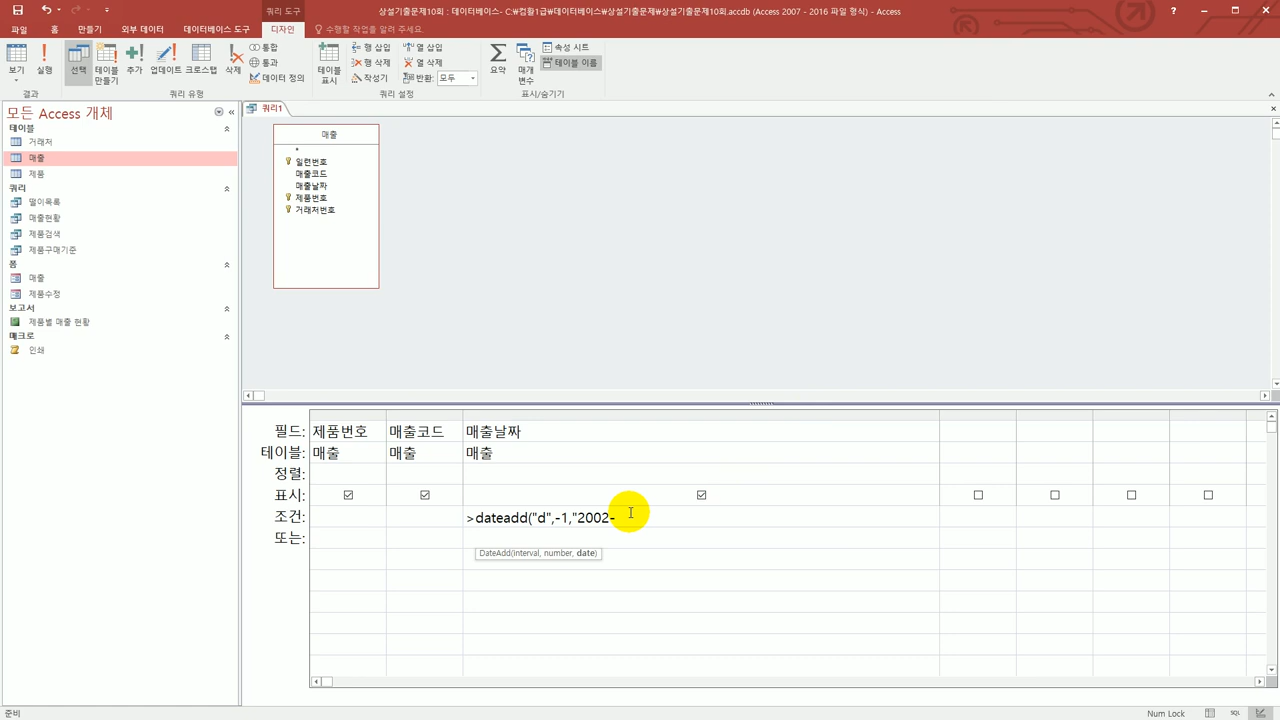 쿼리 도구
상설기출문제10회 : 데이터베이스- C:₩컴활1급₩데이터베이스₩상설기출문제₩상설기출문제10회.accdb (Access 2007 - 2016 파일 형식) - Access
파일 홈 만들기 외부 데이터 데이터베이스 도구 디자인 수행할 작업을 알려 주세요.
보기 실행 선택 테이블 만들기 추가 업데이트 크로스탭 삭제 통합 통과 데이터 정의 테이블 표시 행 삽입 행 삭제 작성기 열 삽입 열 삭제 반환: 모두 요약 매개 변수 속성 시트 테이블 이름
결과 쿼리 유형 쿼리 설정 표시/숨기기
모든 Access 개체
테이블
거래처
매출
제품
쿼리
떨이목록
매출현황
제품검색
제품구매기준
폼
매출
제품수정
보고서
제품별 매출 현황
매크로
인쇄
쿼리1
매출
*
일련번호
매출코드
매출날짜
제품번호
거래처번호
필드: 제품번호 매출코드 매출날짜
테이블: 매출 매출 매출
정렬:
표시:
조건: >dateadd("d",-1,"2002-
또는:
DateAdd(interval, number, date)
준비
Num Lock
SQL